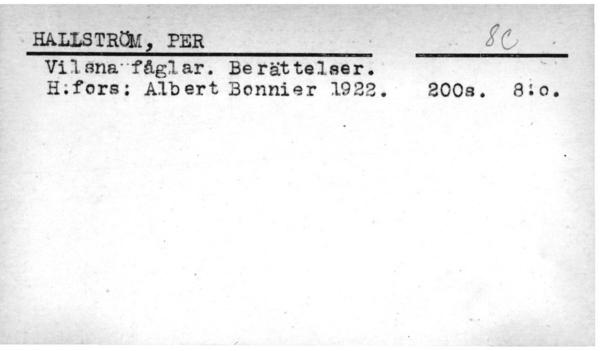 HALLSTRÖM, PER 8C
Vilsna fåglar. Berättelser.
H:fors: Albert Bonnier 1922. 200s. 8:o.